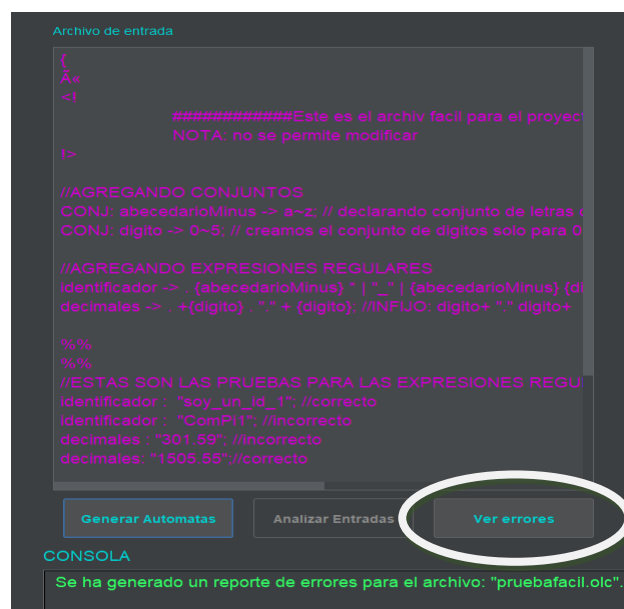 Archivo de entrada
{
Ä«
<!
############Este es el archiv facil para el proyec
NOTA: no se permite modificar
!>
//AGREGANDO CONJUNTOS
CONJ: abecedarioMinus -> a~z; // declarando conjunto de letras
CONJ: digito -> 0~5; // creamos el conjunto de digitos solo para 0
//AGREGANDO EXPRESIONES REGULARES
identificador -> . {abecedarioMinus} * | "_" | {abecedarioMinus} {di
decimales -> . +{digito} . "." + {digito}; //INFIJO: digito+ "." digito+
%%
%%
//ESTAS SON LAS PRUEBAS PARA LAS EXPRESIONES REGU
identificador : "soy_un_id_1"; //correcto
identificador : "ComPi1"; //incorrecto
decimales : "301.59"; //incorrecto
decimales: "1505.55";//correcto
Generar Automatas Analizar Entradas Ver errores
CONSOLA
Se ha generado un reporte de errores para el archivo: "pruebafacil.olc".